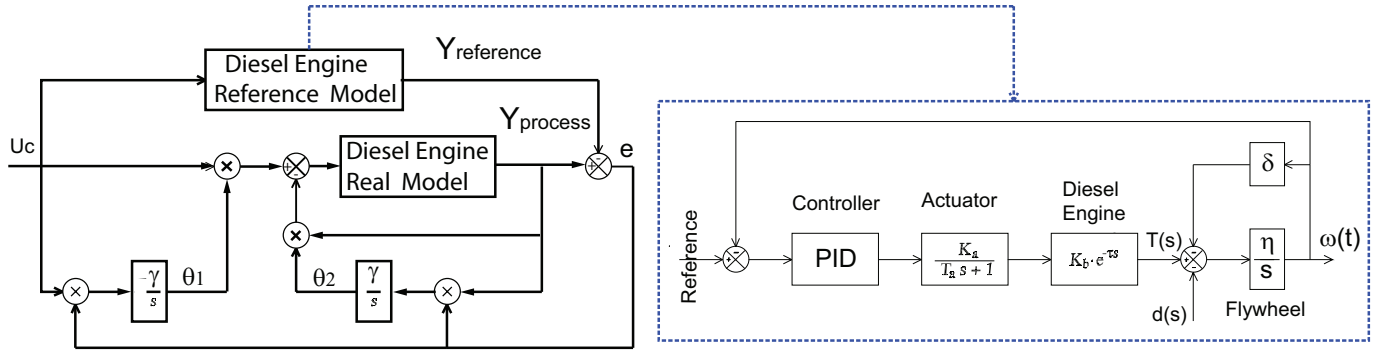 Uc
Diesel Engine
Reference Model
Yreference
Yprocess
Diesel Engine
Real Model
e
-γ
s
θ1
θ2
γ
s
Reference
Controller
PID
Actuator
Ka
Ta s + 1
Diesel
Engine
Kb·e-τs
T(s)
d(s)
δ
η
s
Flywheel
ω(t)